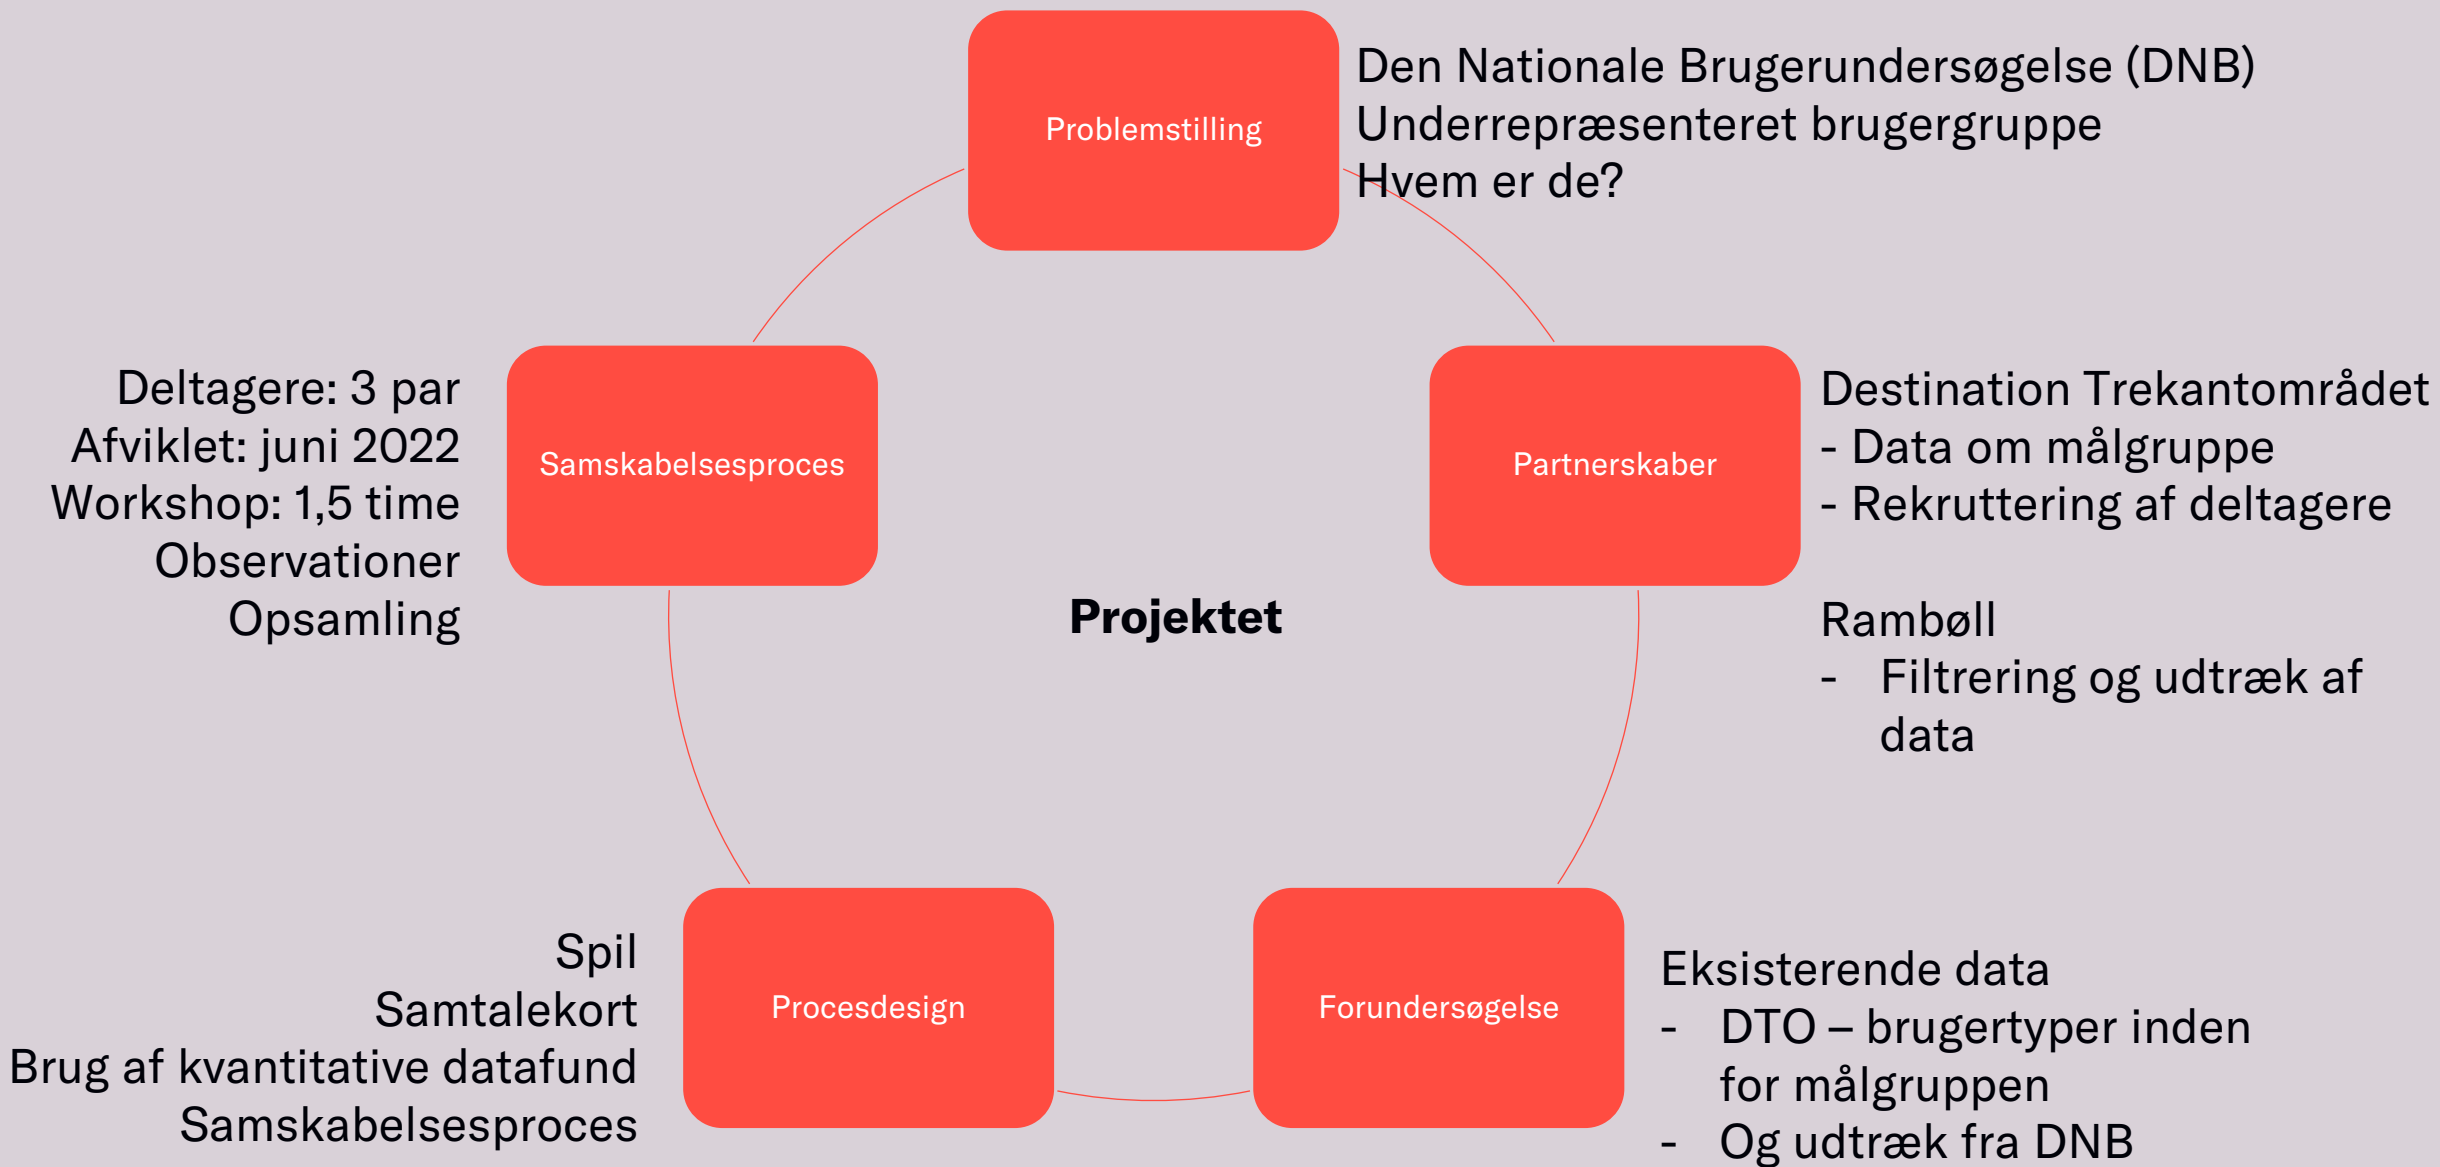 Problemstilling
Den Nationale Brugerundersøgelse (DNB)
Underrepræsenteret brugergruppe
Hvem er de?
Partnerskaber
Destination Trekantområdet
- Data om målgruppe
- Rekruttering af deltagere
Rambøll
- Filtrering og udtræk af
data
Forundersøgelse
Eksisterende data
- DTO – brugertyper inden
for målgruppen
- Og udtræk fra DNB
Procesdesign
Spil
Samtalekort
Brug af kvantitative datafund
Samskabelsesproces
Samskabelsesproces
Deltagere: 3 par
Afviklet: juni 2022
Workshop: 1,5 time
Observationer
Opsamling
Projektet